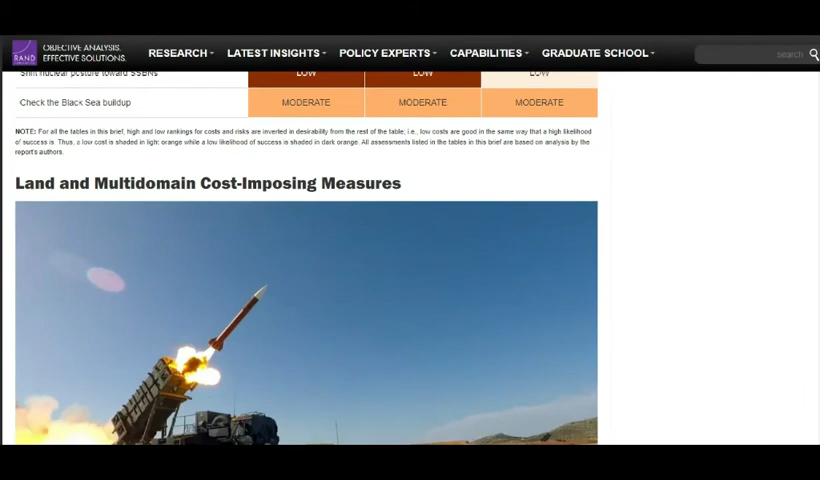 RAND
OBJECTIVE ANALYSIS.
EFFECTIVE SOLUTIONS.
RESEARCH LATEST INSIGHTS POLICY EXPERTS CAPABILITIES GRADUATE SCHOOL search
Shift nuclear posture toward SSBNs LOW LOW LOW
Check the Black Sea buildup MODERATE MODERATE MODERATE
NOTE: For all the tables in this brief, high and low rankings for costs and risks are inverted in desirability from the rest of the table; i.e., low costs are good in the same way that a high likelihood
of success is. Thus, a low cost is shaded in light orange while a low likelihood of success is shaded in dark orange. All assessments listed in the tables in this brief are based on analysis by the
report's authors.
Land and Multidomain Cost-Imposing Measures